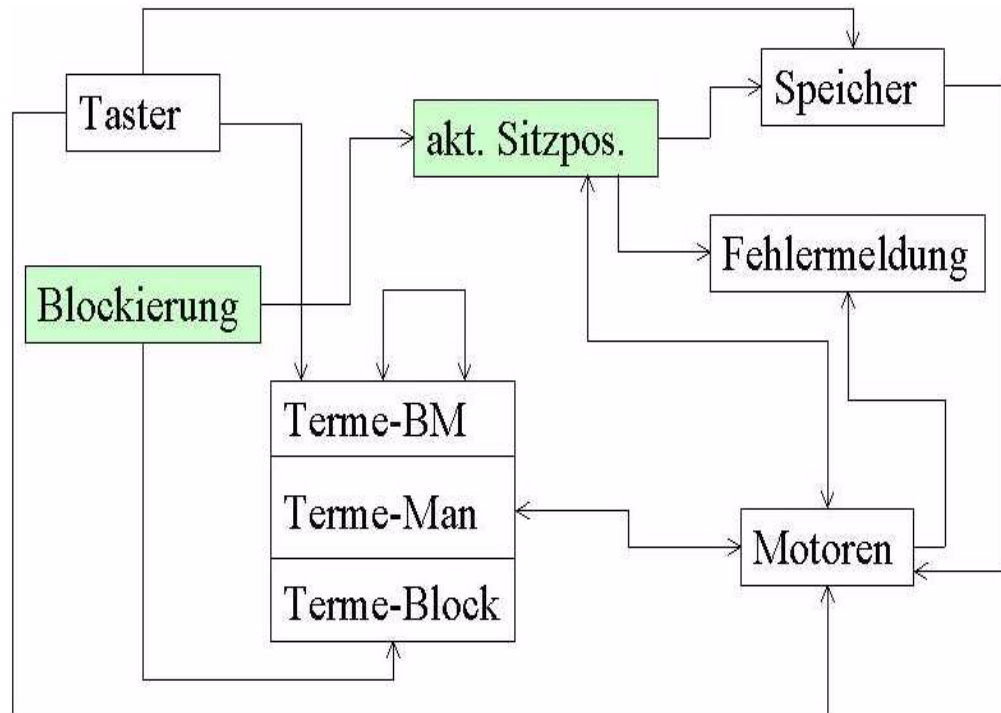 Speicher
Taster
akt. Sitzpos.
Fehlermeldung
Blockierung
Terme-BM
Terme-Man
Motoren
Terme-Block